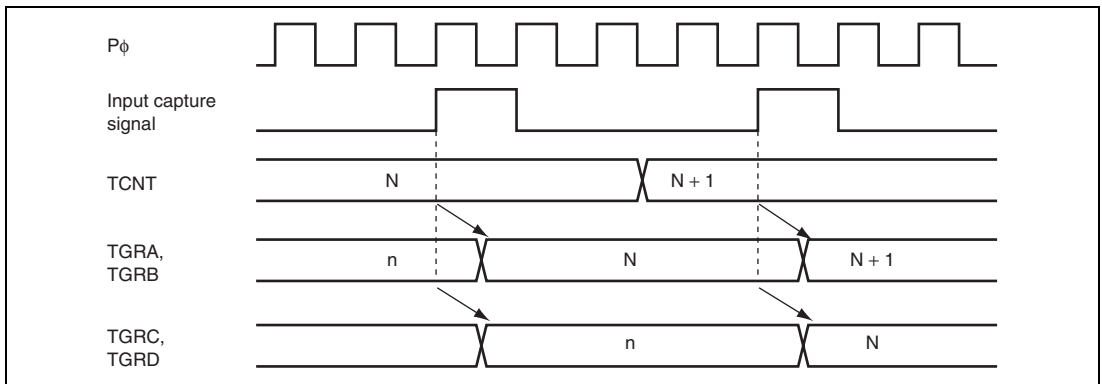 Pφ
Input capture
signal
TCNT
N
N + 1
TGRA,
TGRB
n
N
N + 1
TGRC,
TGRD
n
N